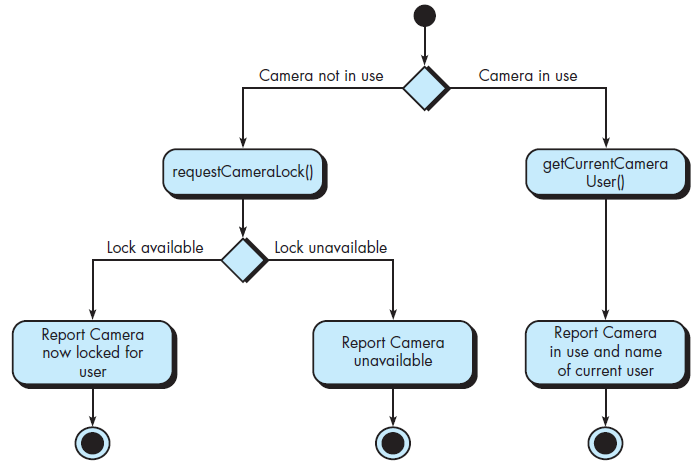 Camera not in use
Camera in use
requestCameraLock()
getCurrentCamera
User()
Lock available
Lock unavailable
Report Camera
now locked for
user
Report Camera
unavailable
Report Camera
in use and name
of current user